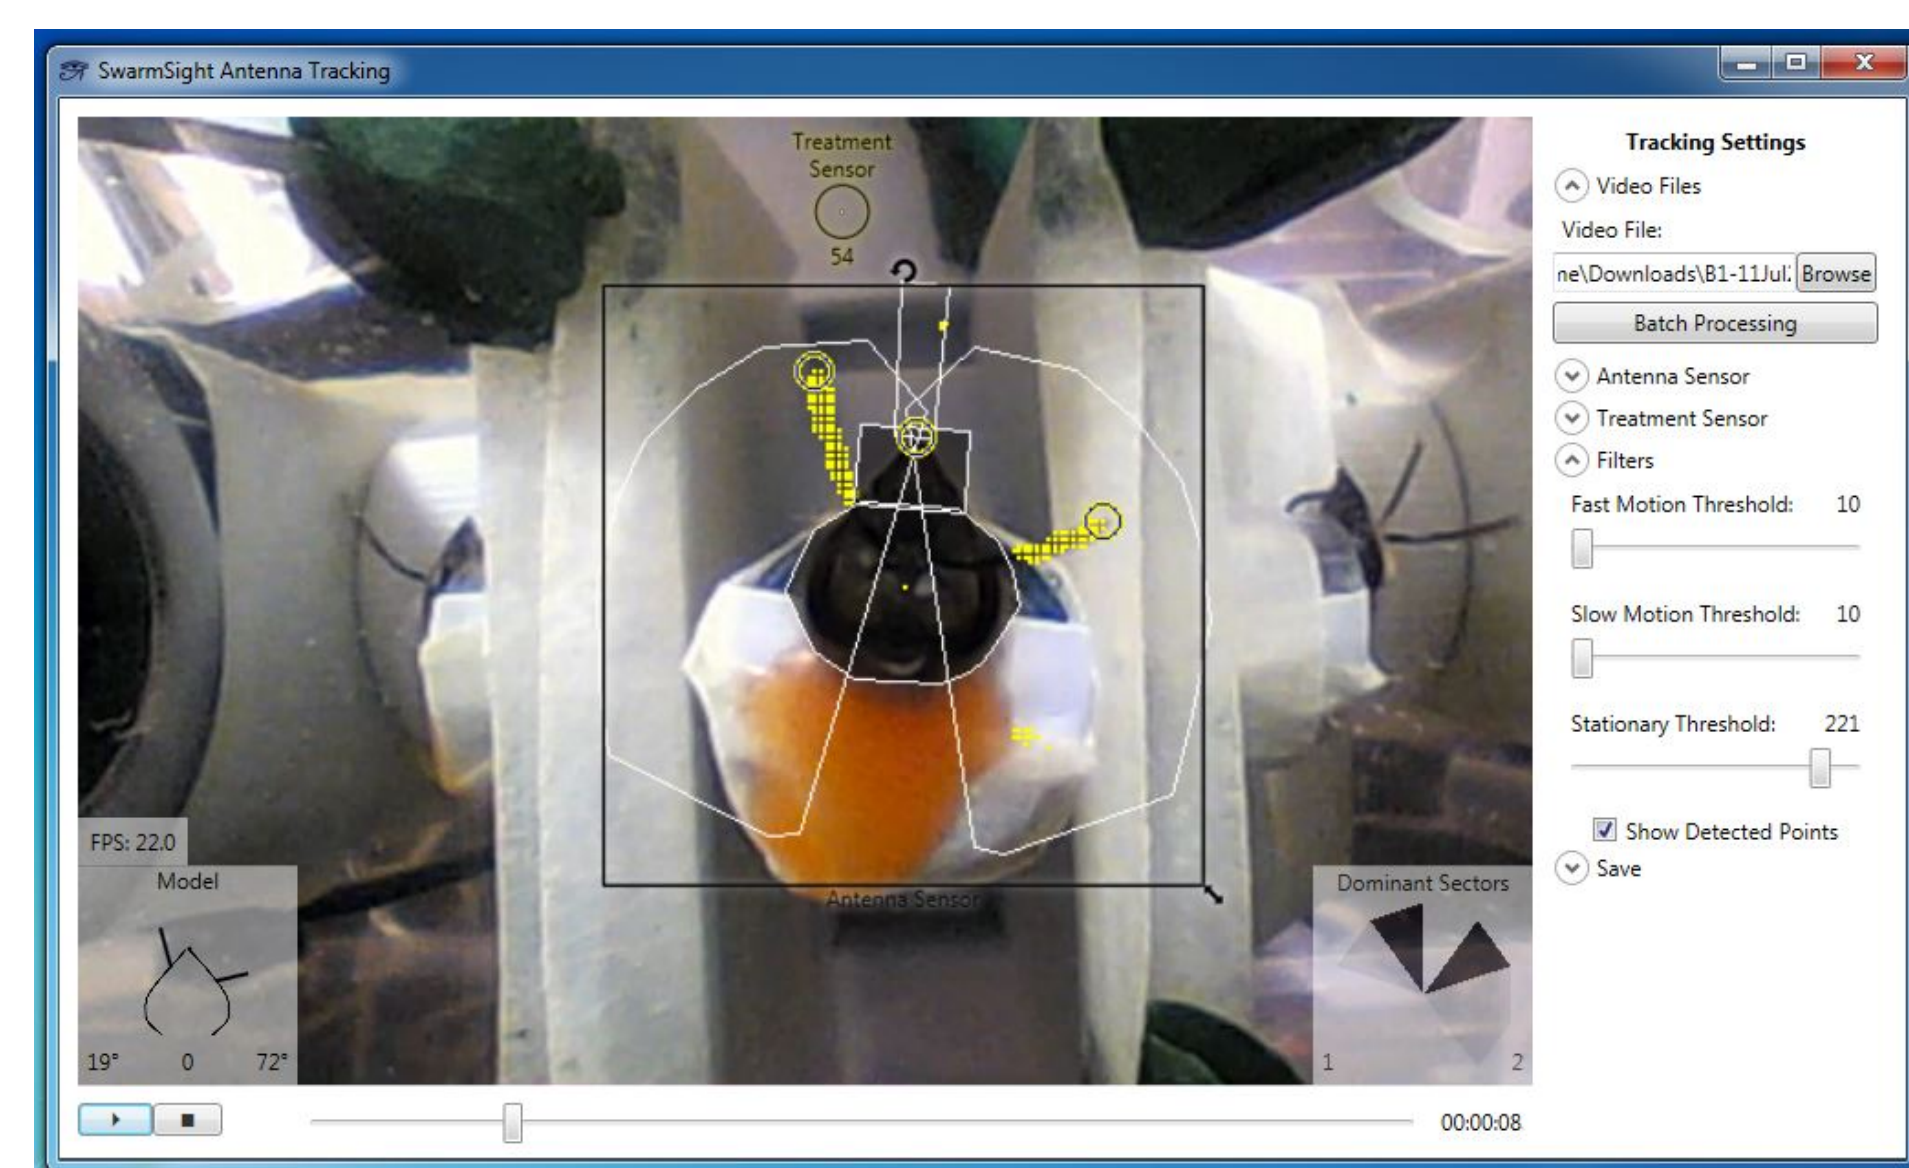 SwarmSight Antenna Tracking
Treatment
Sensor
54
Antenna Sensor
FPS: 22.0
Model
19° 0 72°
Dominant Sectors
1 2
00:00:08
Tracking Settings
Video Files
Video File:
ne\Downloads\B1-11Jul
Browse
Batch Processing
Antenna Sensor
Treatment Sensor
Filters
Fast Motion Threshold: 10
Slow Motion Threshold: 10
Stationary Threshold: 221
Show Detected Points
Save